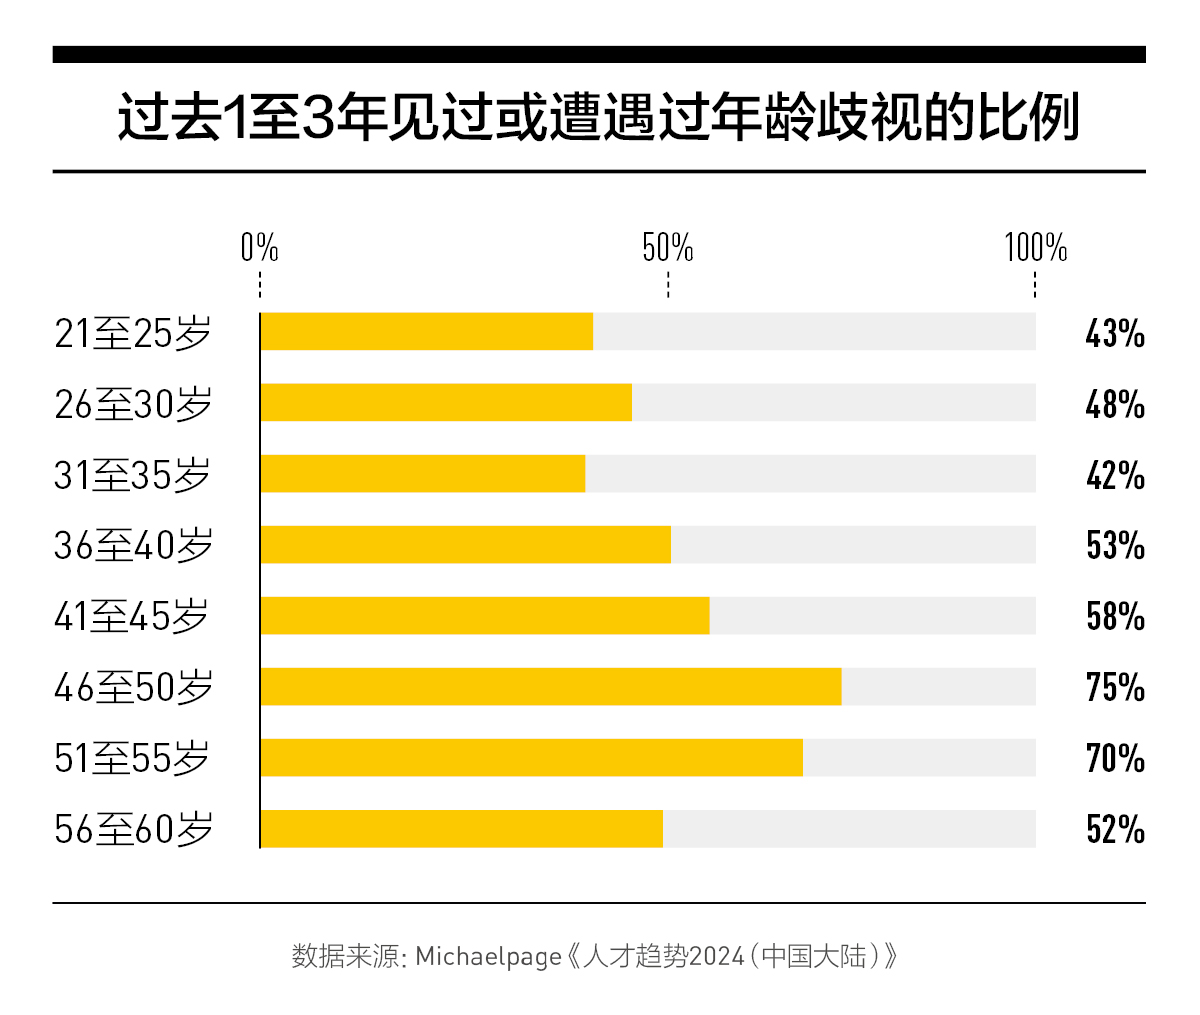 过去1至3年见过或遭遇过年龄歧视的比例
0% 50% 100%
21至25岁 43%
26至30岁 48%
31至35岁 42%
36至40岁 53%
41至45岁 58%
46至50岁 75%
51至55岁 70%
56至60岁 52%
数据来源：Michaelpage《人才趋势2024（中国大陆）》